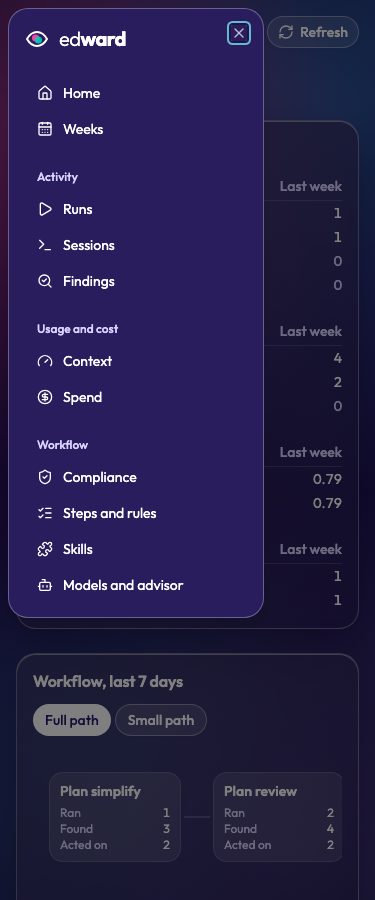 edward
Refresh
Home
Weeks
Activity
Runs
Sessions
Findings
Usage and cost
Context
Spend
Workflow
Compliance
Steps and rules
Skills
Models and advisor
Last week
1
1
0
0
Last week
4
2
0
Last week
0.79
0.79
Last week
1
1
Workflow, last 7 days
Full path
Small path
Plan simplify
Ran 1
Found 3
Acted on 2
Plan review
Ran 2
Found 4
Acted on 2